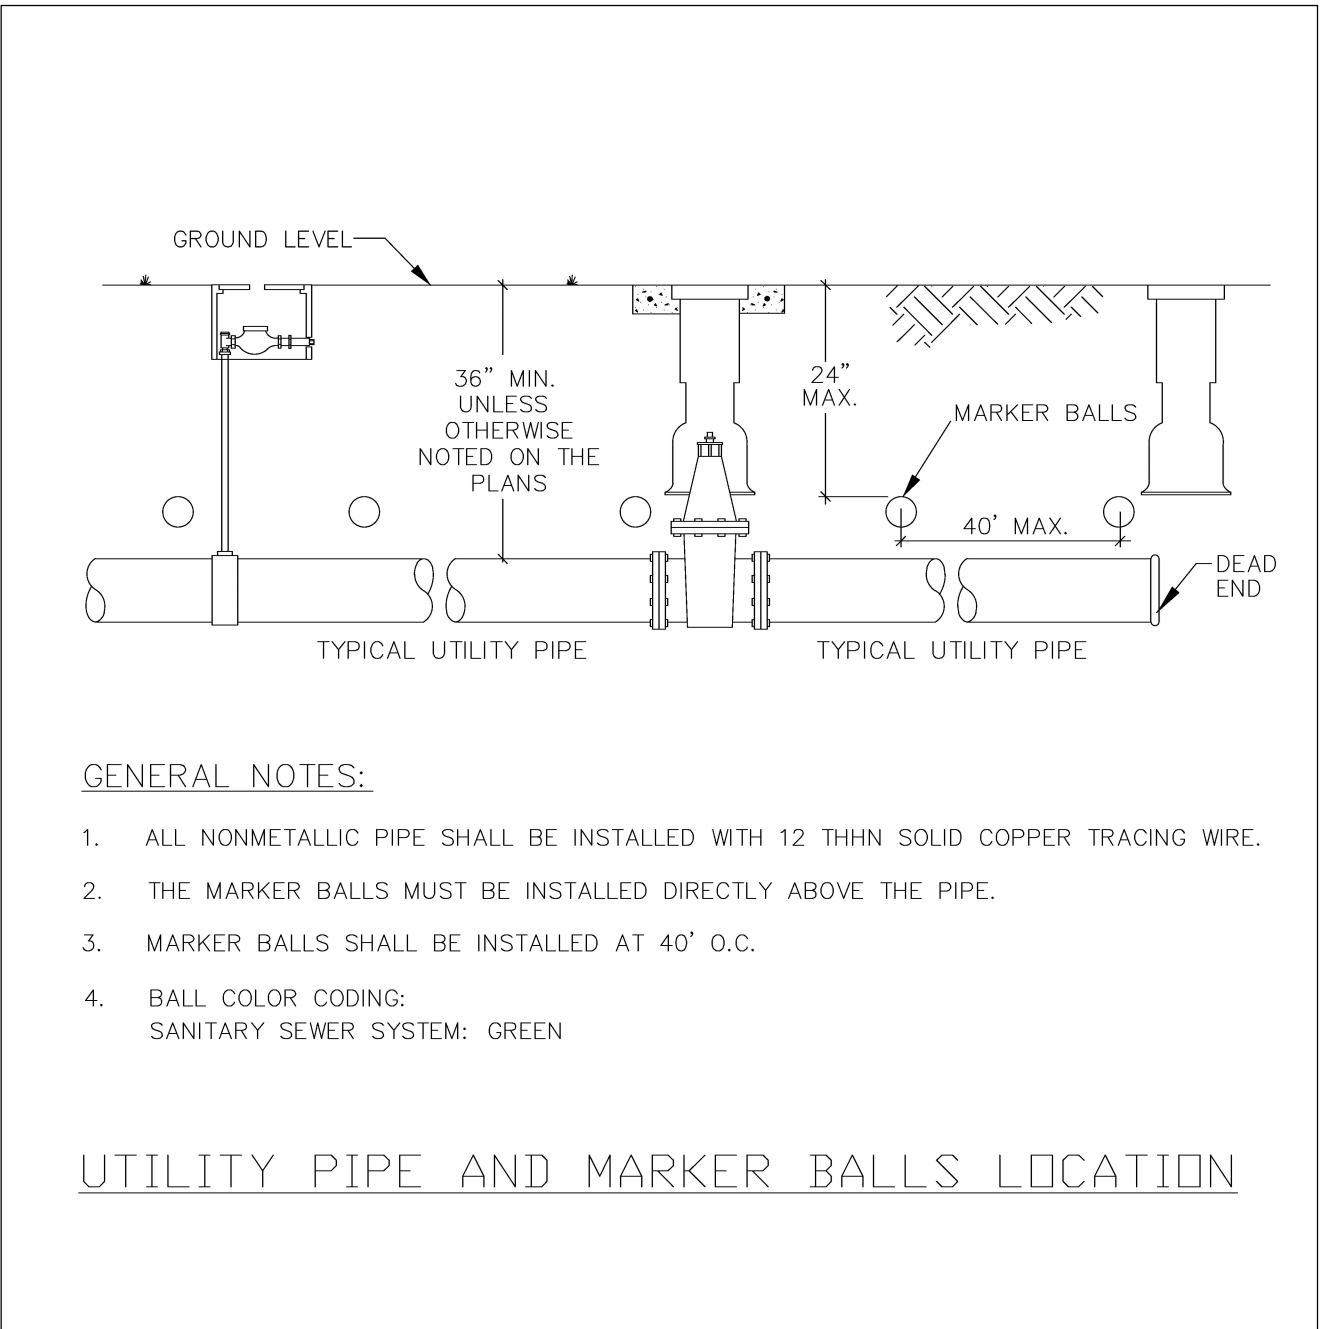 GROUND LEVEL
36” MIN.
UNLESS
OTHERWISE
NOTED ON THE
PLANS
24”
MAX.
MARKER BALLS
40’ MAX.
DEAD
END
TYPICAL UTILITY PIPE
TYPICAL UTILITY PIPE
GENERAL NOTES:
1. ALL NONMETALLIC PIPE SHALL BE INSTALLED WITH 12 THHN SOLID COPPER TRACING WIRE.
2. THE MARKER BALLS MUST BE INSTALLED DIRECTLY ABOVE THE PIPE.
3. MARKER BALLS SHALL BE INSTALLED AT 40’ O.C.
4. BALL COLOR CODING:
SANITARY SEWER SYSTEM: GREEN
UTILITY PIPE AND MARKER BALLS LOCATION